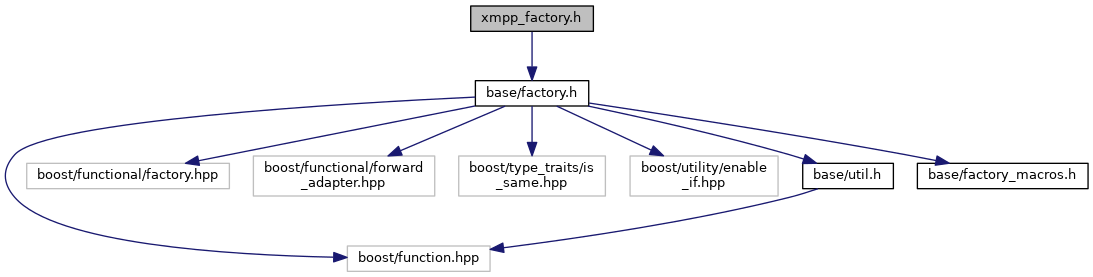 xmpp_factory.h
base/factory.h
boost/functional/factory.hpp
boost/functional/forward
_adapter.hpp
boost/type_traits/is
_same.hpp
boost/utility/enable
_if.hpp
base/util.h
base/factory_macros.h
boost/function.hpp